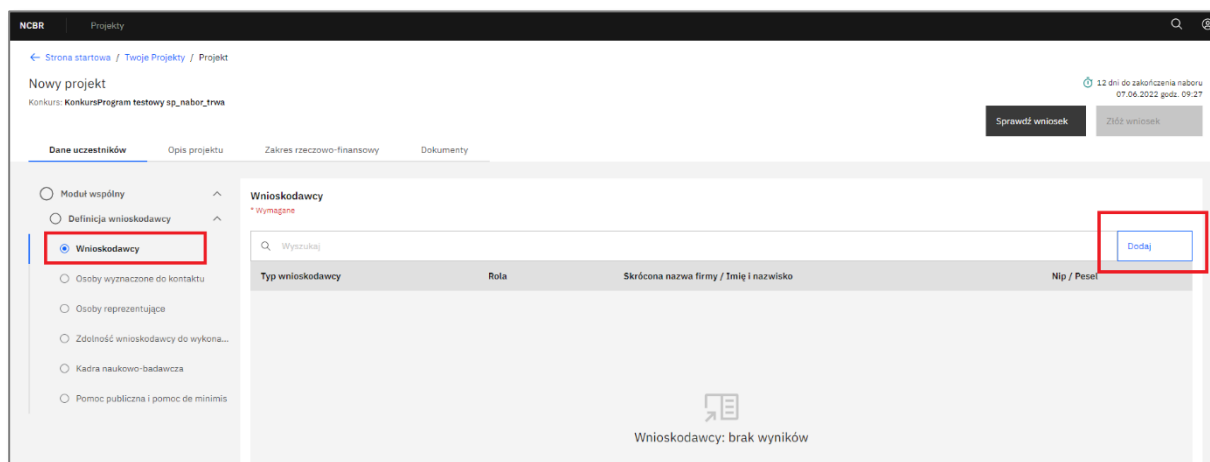 NCBR Projekty
← Strona startowa / Twoje Projekty / Projekt
Nowy projekt
12 dni do zakończenia naboru
07.06.2022 godz. 09:27
Konkurs: KonkursProgram testowy sp_nabor_trwa
Sprawdź wniosek Złóż wniosek
Dane uczestników Opis projektu Zakres rzeczowo-finansowy Dokumenty
Moduł wspólny
Definicja wnioskodawcy
Wnioskodawcy
Osoby wyznaczone do kontaktu
Osoby reprezentujące
Zdolność wnioskodawcy do wykona...
Kadra naukowo-badawcza
Pomoc publiczna i pomoc de minimis
Wnioskodawcy
* Wymagane
Wyszukaj Dodaj
Typ wnioskodawcy Rola Skrócona nazwa firmy / Imię i nazwisko Nip / Pesel
Wnioskodawcy: brak wyników